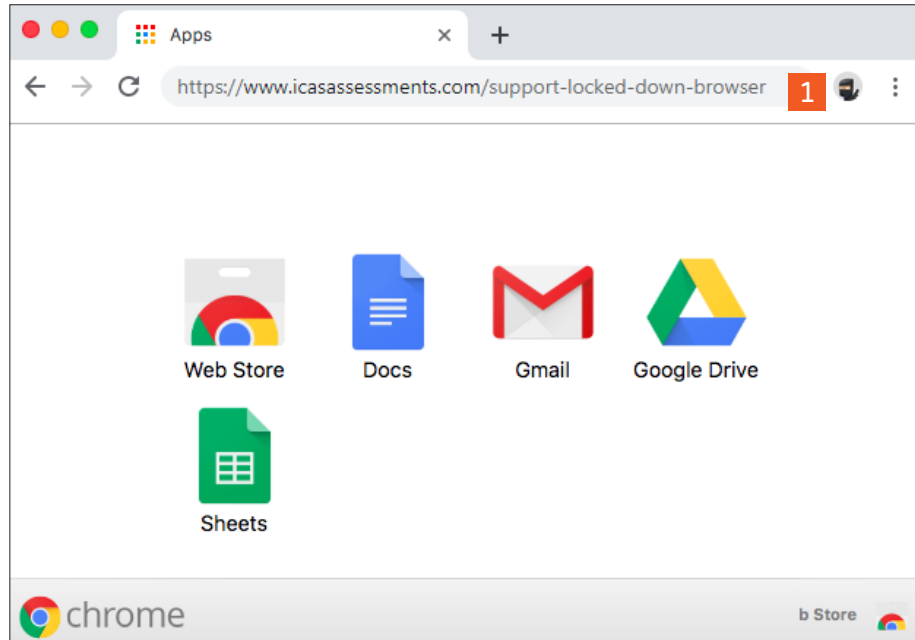 Apps
https://www.icasassessments.com/support-locked-down-browser 1
Web Store Docs Gmail Google Drive
Sheets
chrome b Store